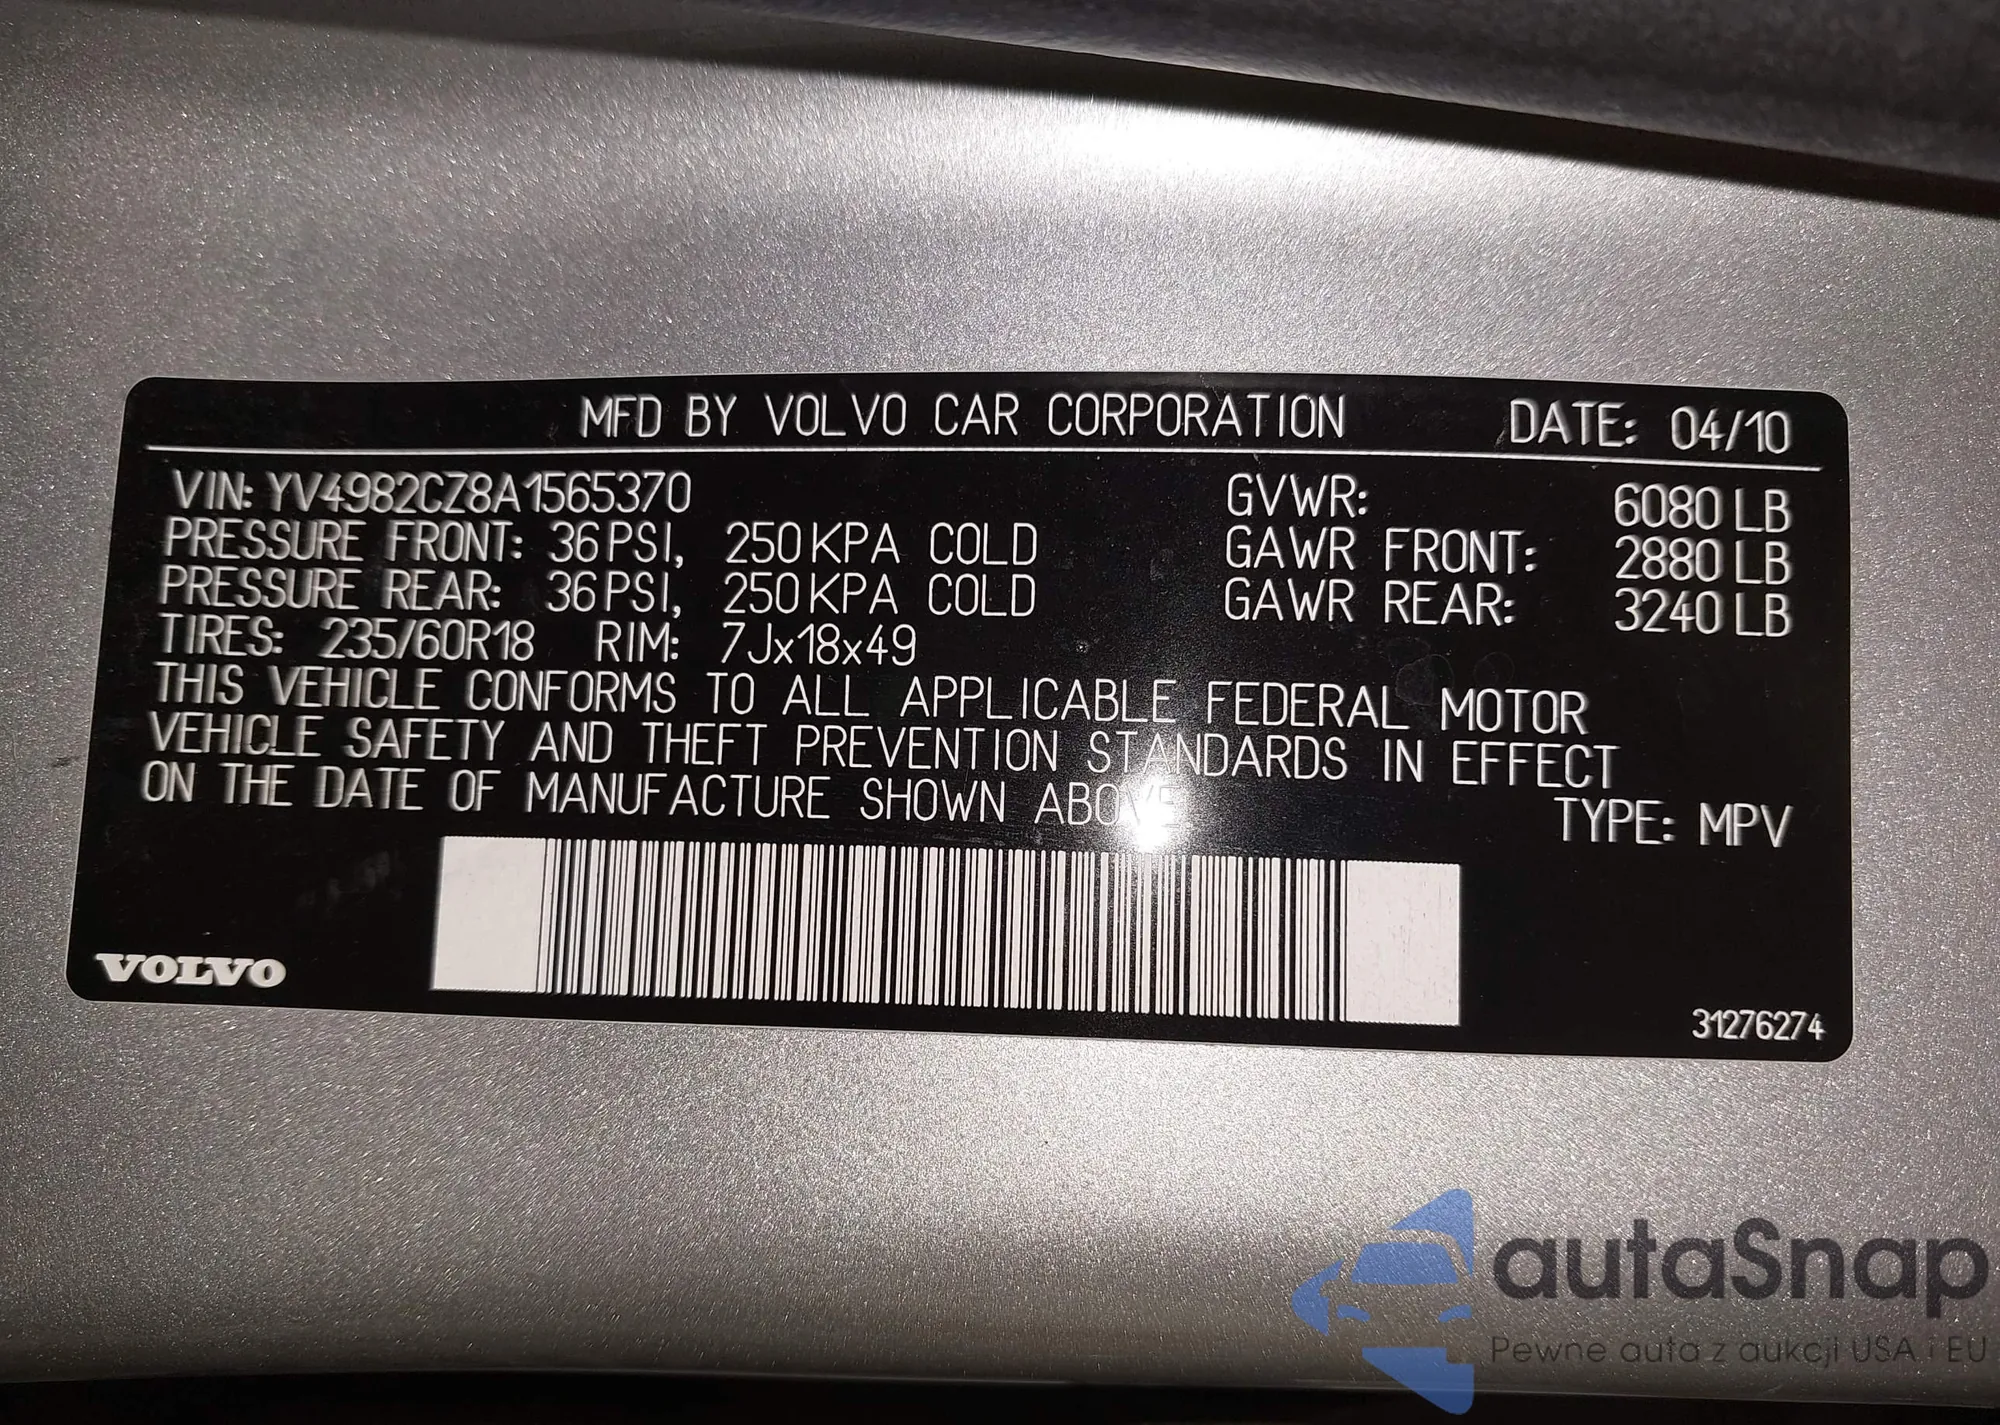 MFD BY VOLVO CAR CORPORATION DATE: 04/10
VIN: YV4982CZ8A1565370 GVWR: 6080 LB
PRESSURE FRONT: 36 PSI, 250 KPA COLD GAWR FRONT: 2880 LB
PRESSURE REAR: 36 PSI, 250 KPA COLD GAWR REAR: 3240 LB
TIRES: 235/60R18 RIM: 7Jx18x49
THIS VEHICLE CONFORMS TO ALL APPLICABLE FEDERAL MOTOR
VEHICLE SAFETY AND THEFT PREVENTION STANDARDS IN EFFECT
ON THE DATE OF MANUFACTURE SHOWN ABOVE
TYPE: MPV
VOLVO
31276274
autaSnap
Pewne auta z aukcji USA i EU